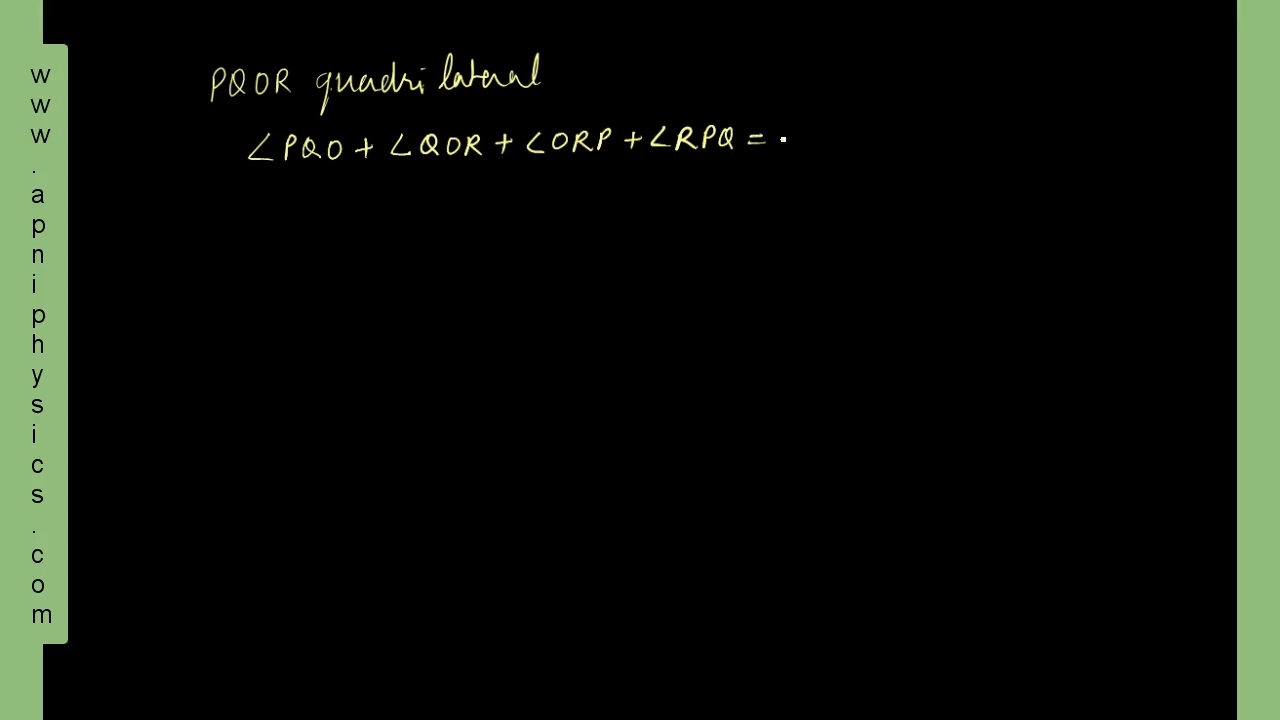 PQOR quadrilateral
∠PQO + ∠QOR + ∠ORP + ∠RPQ =
www.apniphysics.com